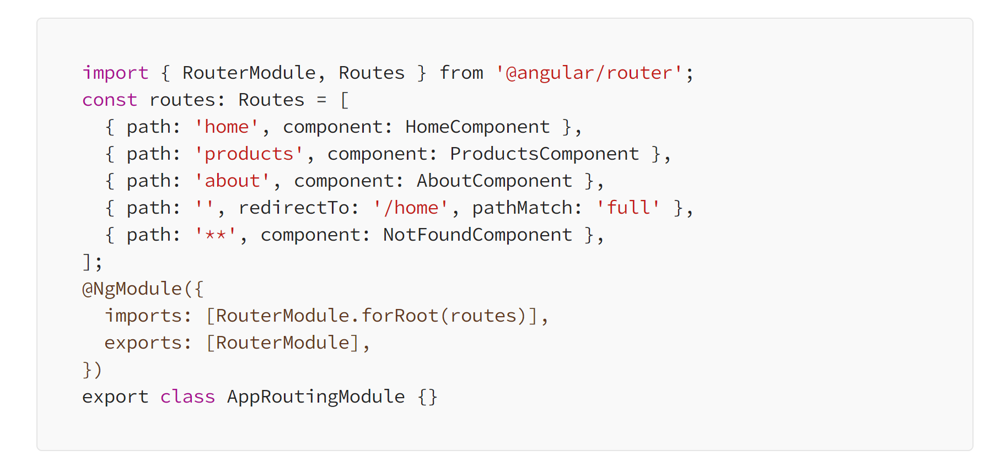 import { RouterModule, Routes } from '@angular/router';
const routes: Routes = [
  { path: 'home', component: HomeComponent },
  { path: 'products', component: ProductsComponent },
  { path: 'about', component: AboutComponent },
  { path: '', redirectTo: '/home', pathMatch: 'full' },
  { path: '**', component: NotFoundComponent },
];
@NgModule({
  imports: [RouterModule.forRoot(routes)],
  exports: [RouterModule],
})
export class AppRoutingModule {}